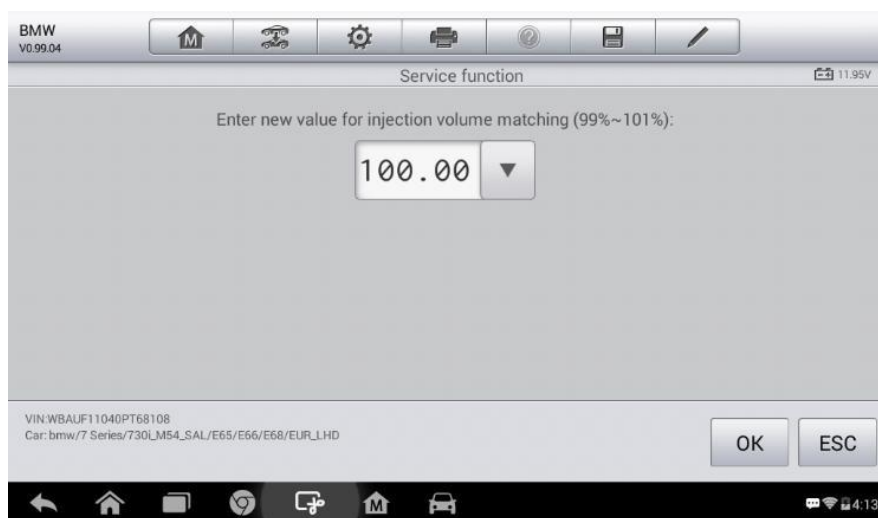 BMW
V0.99.04
M
Service function
11.95V
Enter new value for injection volume matching (99%~101%):
100.00
VIN:WBAUF11040PT68108
Car: bmw/7 Series/730i_M54_SAL/E65/E66/E68/EUR_LHD
OK
ESC
M
4:13